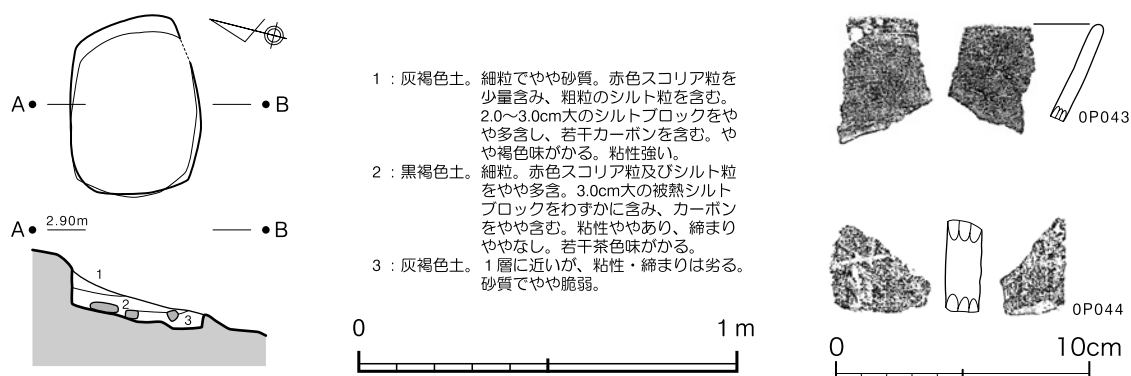 A
B
A
2.90m
B
1
2
3
1：灰褐色土。細粒でやや砂質。赤色スコリア粒を
少量含み、粗粒のシルト粒を含む。
2.0〜3.0cm大のシルトブロックをや
や多含し、若干カーボンを含む。や
や褐色味がかる。粘性強い。
2：黒褐色土。細粒。赤色スコリア粒及びシルト粒
をやや多含。3.0cm大の被熱シルト
ブロックをわずかに含み、カーボン
をやや含む。粘性ややあり、締まり
ややなし。若干茶色味がかる。
3：灰褐色土。１層に近いが、粘性・締まりは劣る。
砂質でやや脆弱。
0
1m
OP043
OP044
0
10cm